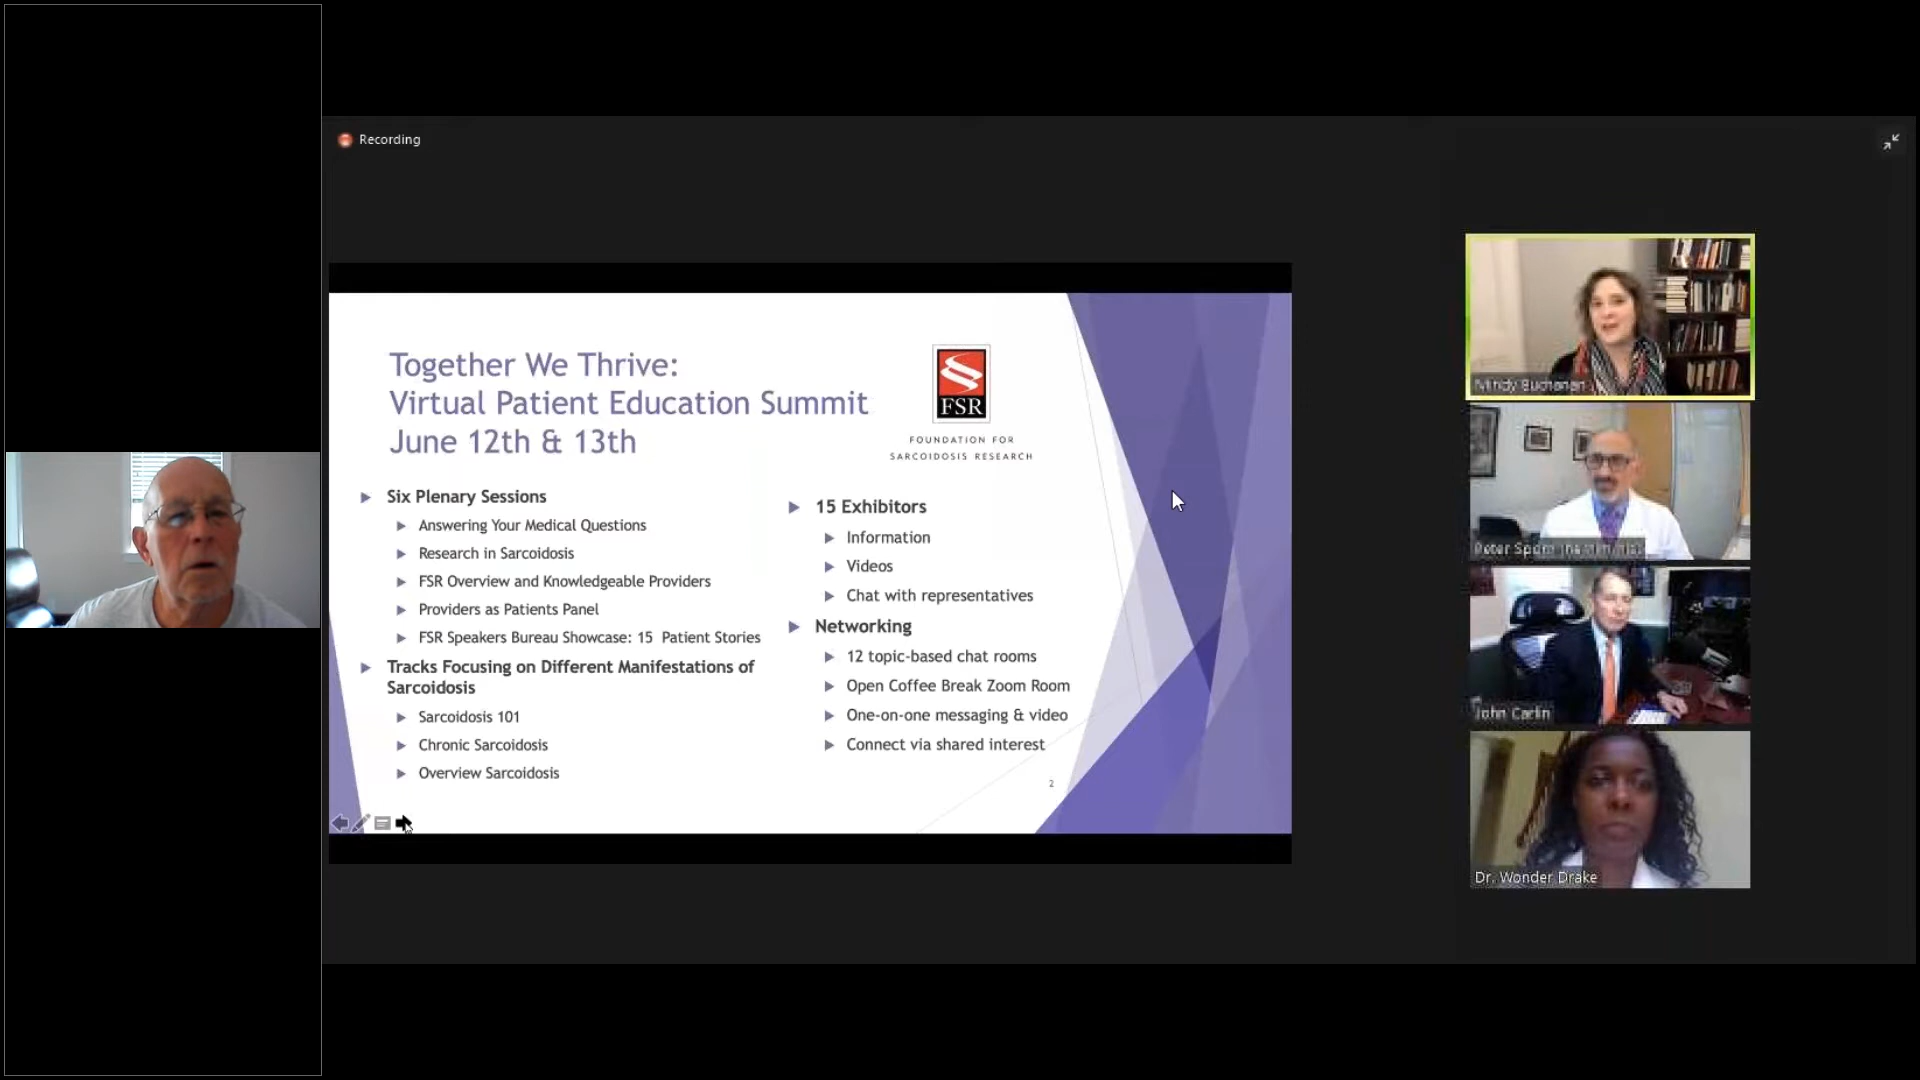 Recording
Together We Thrive:
Virtual Patient Education Summit
June 12th & 13th
FSR
FOUNDATION FOR
SARCOIDOSIS RESEARCH
Six Plenary Sessions
Answering Your Medical Questions
Research in Sarcoidosis
FSR Overview and Knowledgeable Providers
Providers as Patients Panel
FSR Speakers Bureau Showcase: 15 Patient Stories
Tracks Focusing on Different Manifestations of
Sarcoidosis
Sarcoidosis 101
Chronic Sarcoidosis
Overview Sarcoidosis
15 Exhibitors
Information
Videos
Chat with representatives
Networking
12 topic-based chat rooms
Open Coffee Break Zoom Room
One-on-one messaging & video
Connect via shared interest
2
Mindy Buchanan
Peter Sporn
John Carlin
Dr. Wonder Drake